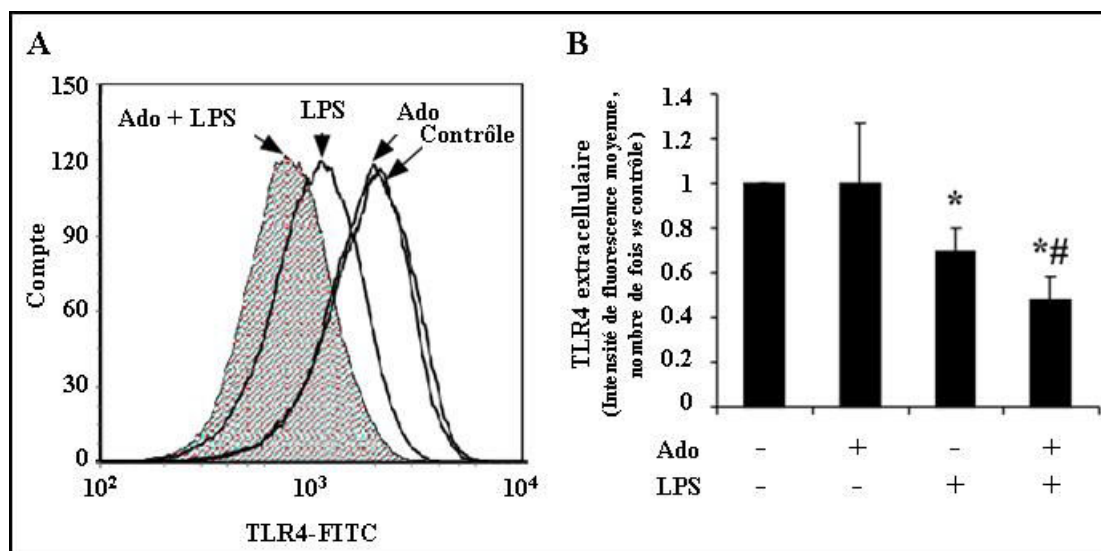 A
150
120
90
60
30
0
Compte
Ado + LPS
LPS
Ado
Contrôle
10²
10³
10⁴
TLR4-FITC
B
TLR4 extracellulaire
(Intensité de fluorescence moyenne,
nombre de fois vs contrôle)
1.4
1.2
1
0.8
0.6
0.4
0.2
0
*
*#
Ado - + - +
LPS - - + +